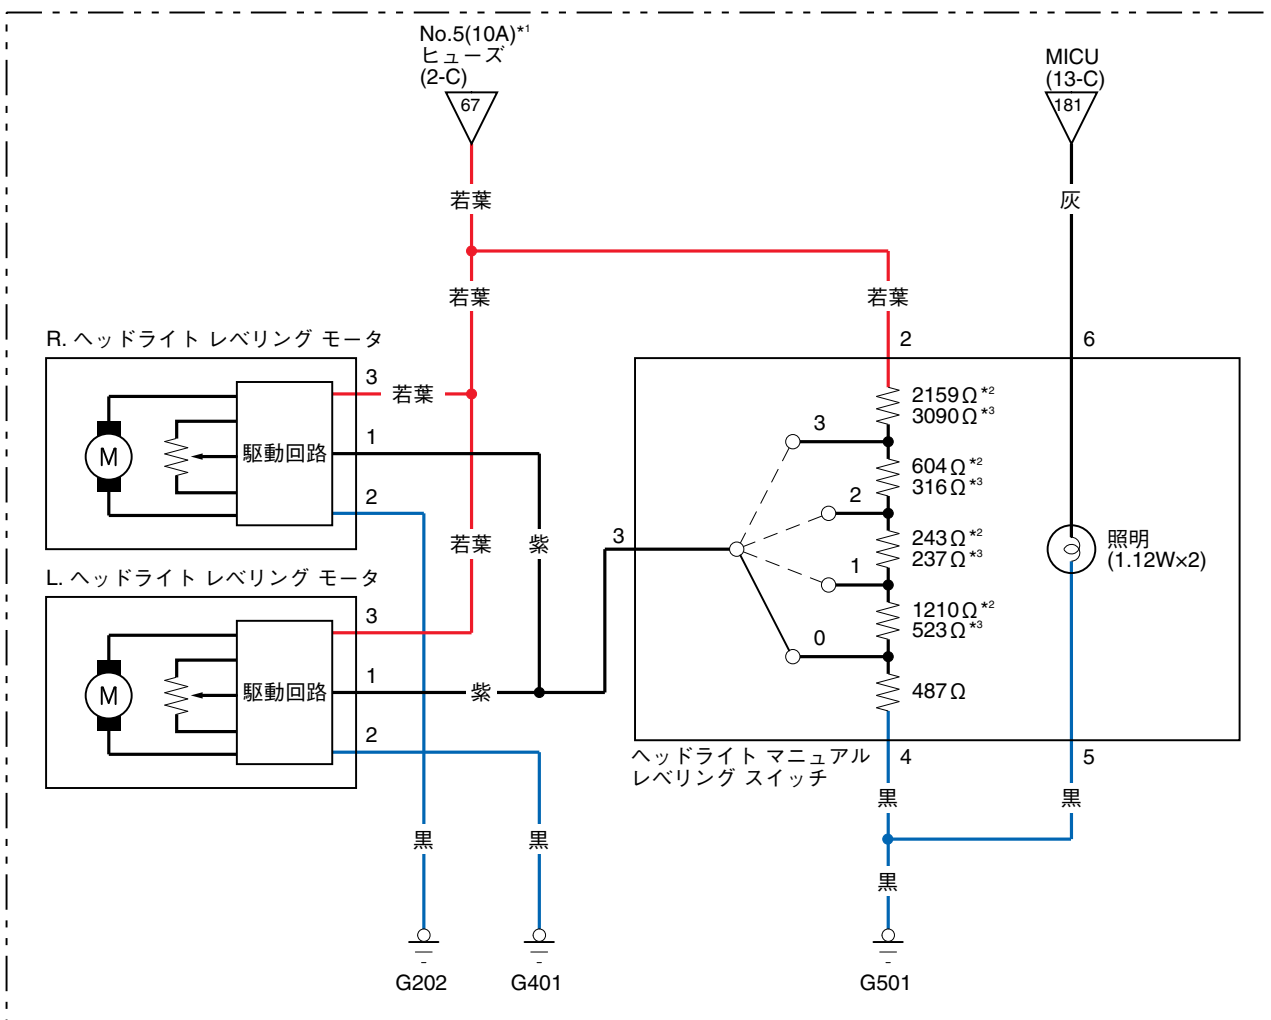 No.5(10A)*1
ヒューズ
(2-C)
67
MICU
(13-C)
181
若葉
灰
若葉
若葉
R. ヘッドライト レベリング モータ
2
6
3
若葉
1
2
M
駆動回路
2159Ω*2
3090Ω*3
3
604Ω*2
316Ω*3
2
243Ω*2
237Ω*3
1
1210Ω*2
523Ω*3
0
487Ω
3
照明
(1.12W×2)
若葉
紫
L. ヘッドライト レベリング モータ
3
1
紫
2
M
駆動回路
ヘッドライト マニュアル
レベリング スイッチ
4
5
黒
黒
黒
黒
黒
G202
G401
G501